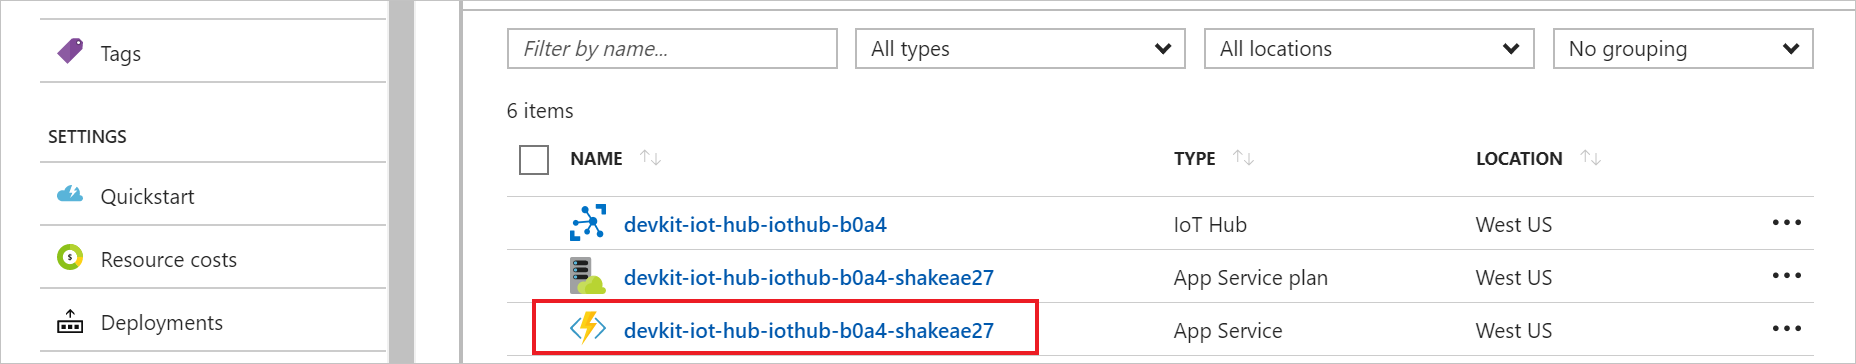 Tags
SETTINGS
Quickstart
Resource costs
Deployments
Filter by name...
All types
All locations
No grouping
6 items
NAME TYPE LOCATION
devkit-iot-hub-iothub-b0a4 IoT Hub West US
devkit-iot-hub-iothub-b0a4-shakeae27 App Service plan West US
devkit-iot-hub-iothub-b0a4-shakeae27 App Service West US